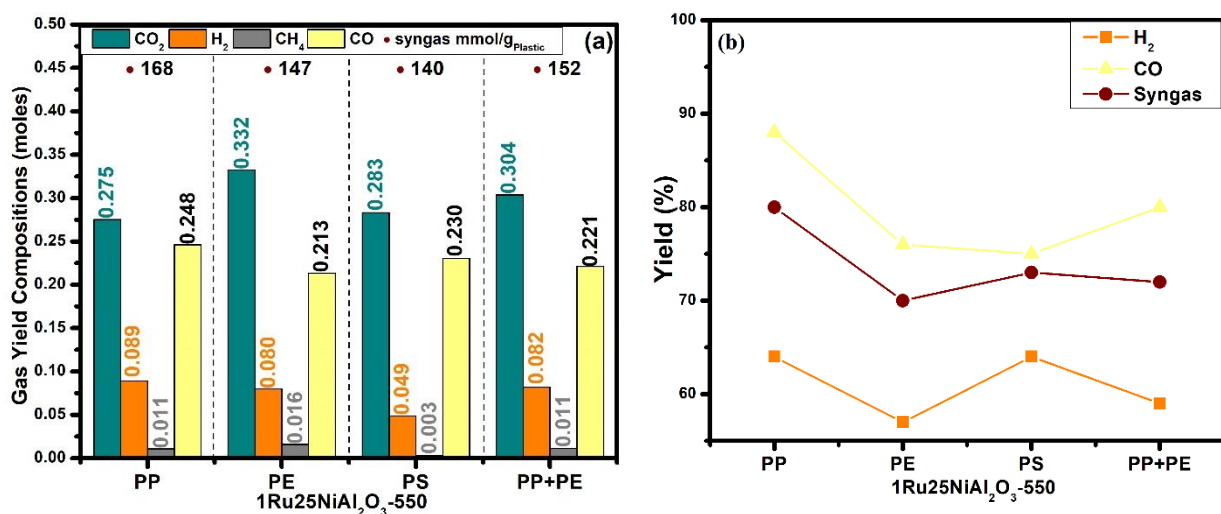 0.50
0.45
0.40
0.35
0.30
0.25
0.20
0.15
0.10
0.05
0.00
Gas Yield Compositions (moles)
CO₂ H₂ CH₄ CO • syngas mmol/gPlastic (a)
• 168 • 147 • 140 • 152
0.275 0.089 0.011 0.248
0.332 0.080 0.016 0.213
0.283 0.049 0.003 0.230
0.304 0.082 0.011 0.221
PP PE PS PP+PE
1Ru25NiAl₂O₃-550
(b)
100
90
80
70
60
Yield (%)
H₂
CO
Syngas
PP PE PS PP+PE
1Ru25NiAl₂O₃-550